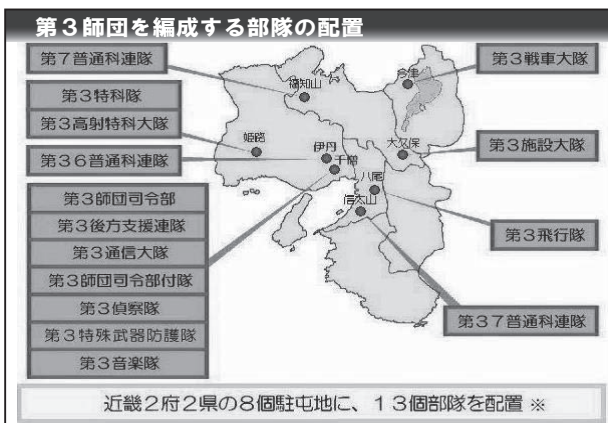 第3師団を編成する部隊の配置
第7普通科連隊
第3特科隊
第3高射特科大隊
第36普通科連隊
第3師団司令部
第3後方支援連隊
第3通信大隊
第3師団司令部付隊
第3偵察隊
第3特殊武器防護隊
第3音楽隊
福知山
今津
姫路
伊丹
千僧
大久保
八尾
信太山
第3戦車大隊
第3施設大隊
第3飛行隊
第37普通科連隊
近畿2府2県の8個駐屯地に、13個部隊を配置 ※